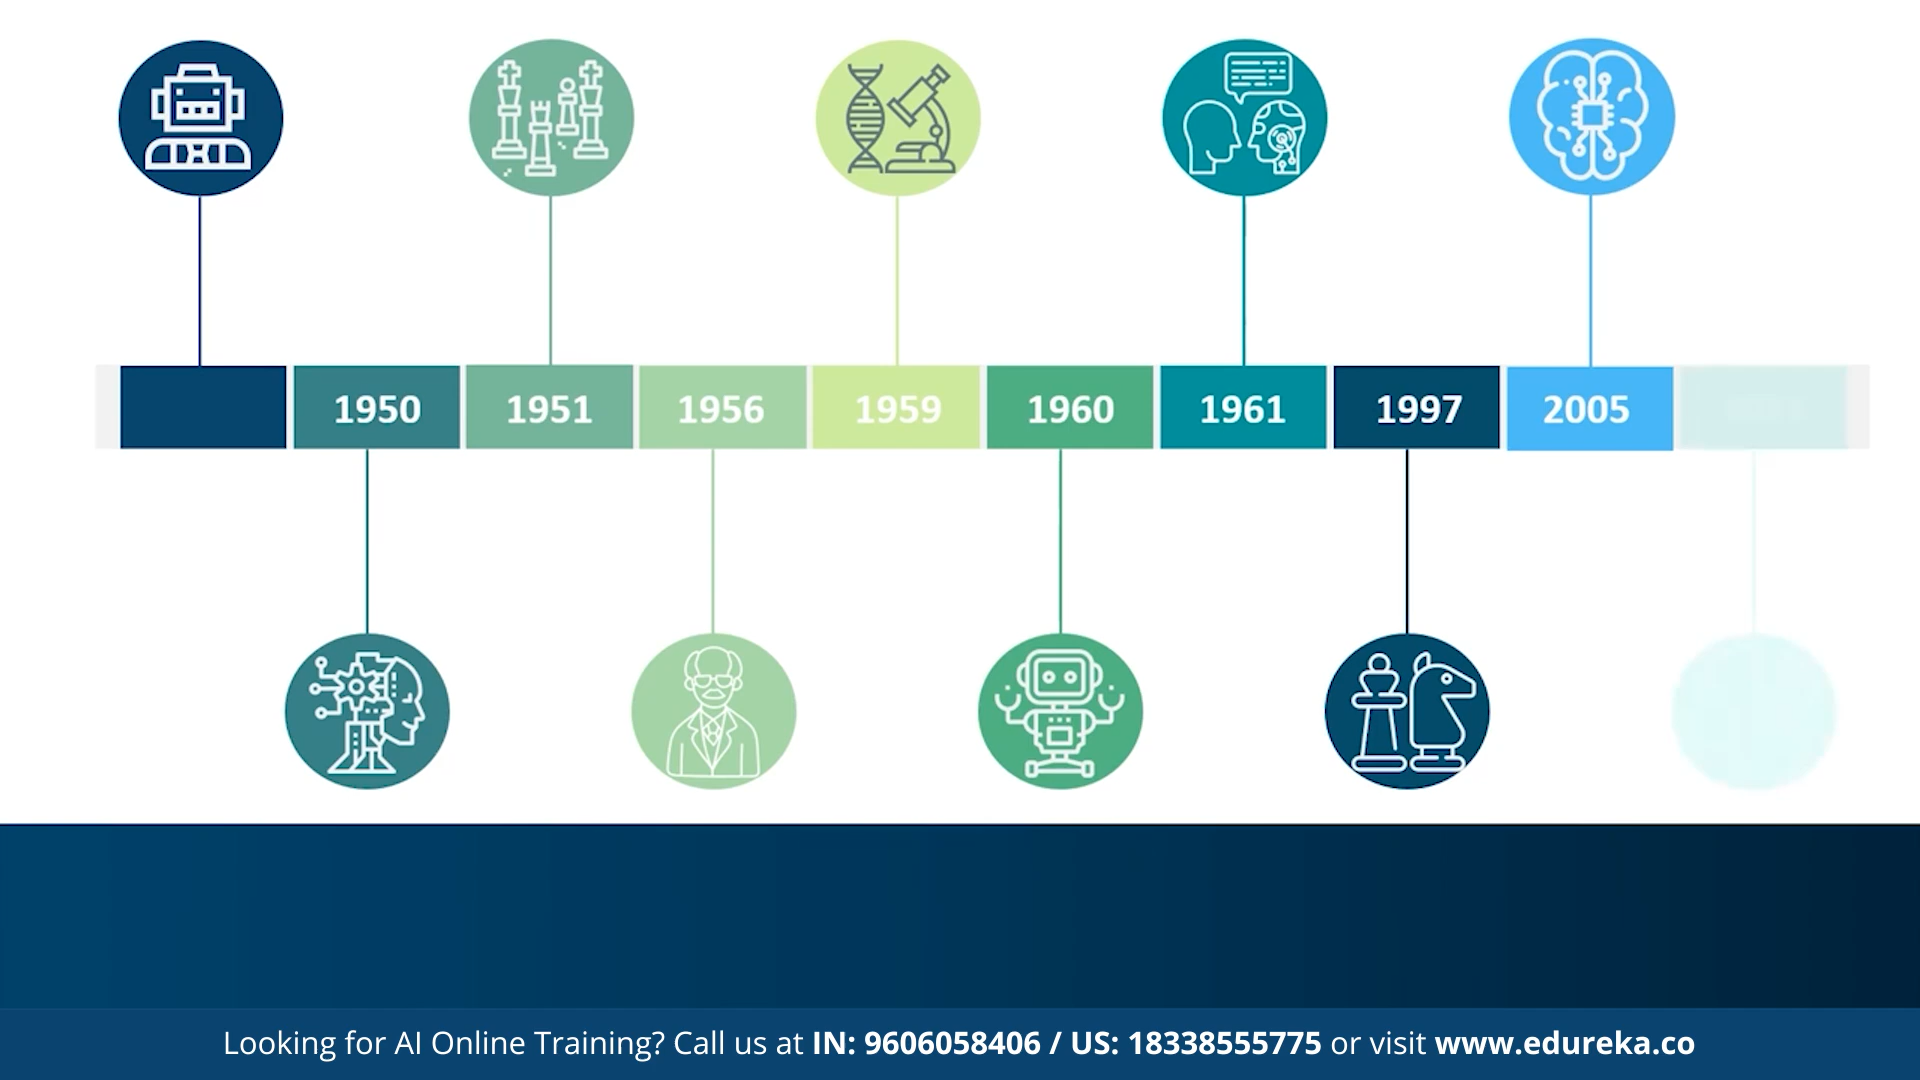 1950 1951 1956 1959 1960 1961 1997 2005
Looking for AI Online Training? Call us at IN: 9606058406 / US: 18338555775 or visit www.edureka.co